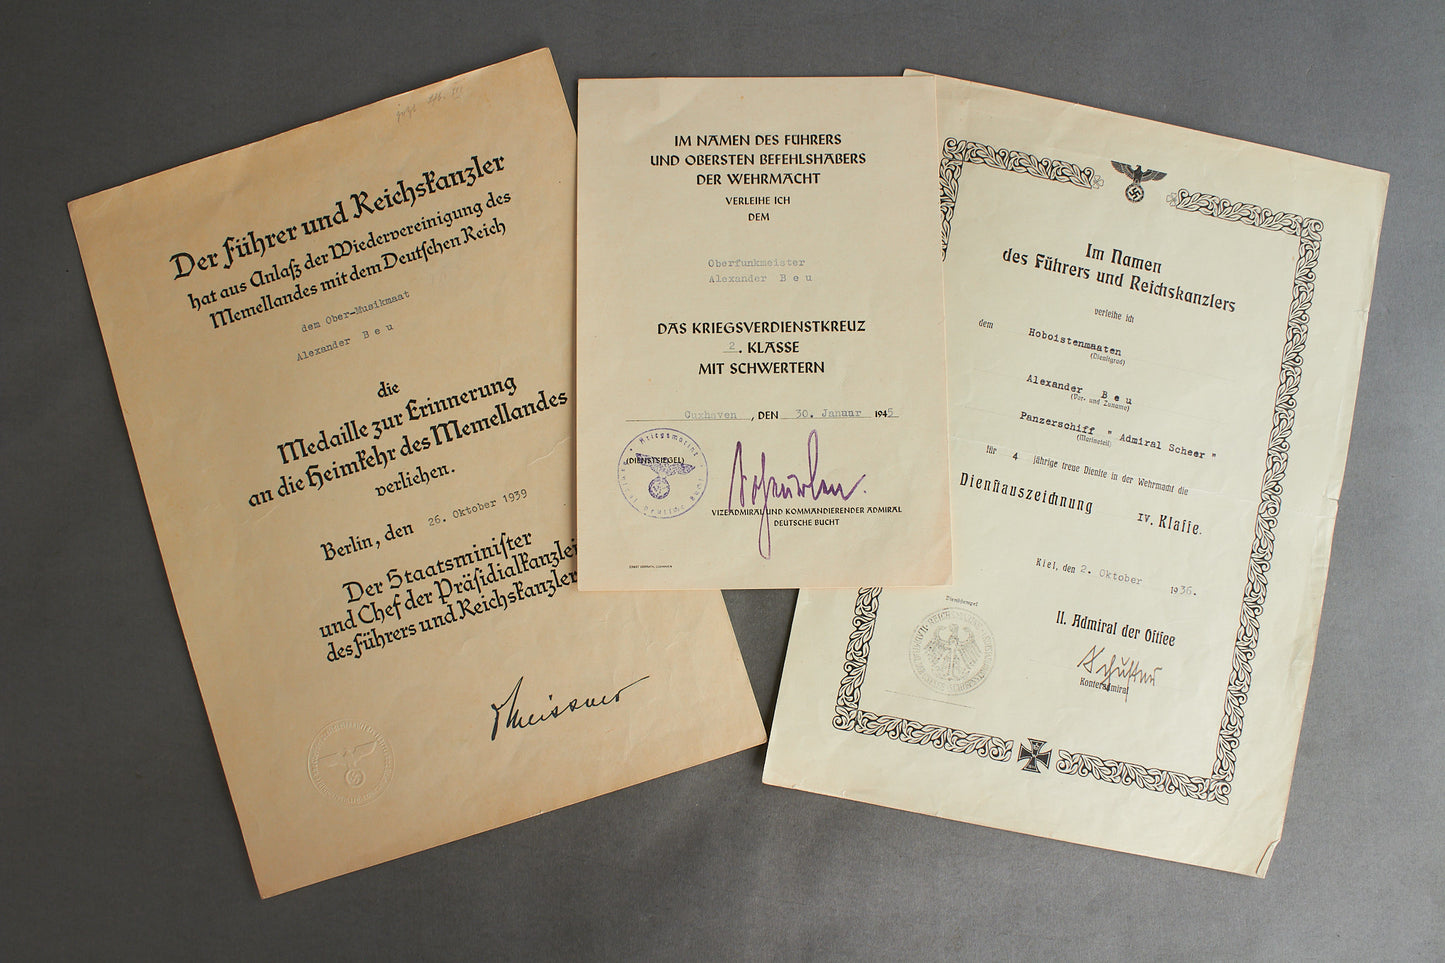 Der Führer und Reichskanzler
hat aus Anlaß der Wiedervereinigung des
Memellandes mit dem Deutschen Reich
dem Ober-Musikmaat
Alexander B e u
die
Medaille zur Erinnerung
an die Heimkehr des Memellandes
verliehen.
Berlin, den 26. Oktober 1939
Der Staatsminister
und Chef der Präsidialkanzlei
des Führers und Reichskanzlers
Meissner
IM NAMEN DES FÜHRERS
UND OBERSTEN BEFEHLSHABERS
DER WEHRMACHT
VERLEIHE ICH
DEM
Oberfunkmeister
Alexander B e u
DAS KRIEGSVERDIENSTKREUZ
2. KLASSE
MIT SCHWERTERN
Cuxhaven, DEN 30. Januar 1945
Kriegsmarine
(DIENSTSIEGEL)
VIZEADMIRAL UND KOMMANDIERENDER ADMIRAL
DEUTSCHE BUCHT
Im Namen
des Führers und Reichskanzlers
verleihe ich
dem Hoboistenmaaten
(Dienstgrad)
Alexander B e u
(Vor- und Zuname)
Panzerschiff " Admiral Scheer "
(Marineteil)
für 4 jährige treue Dienste in der Wehrmacht die
Dienstauszeichnung IV. Klasse.
Kiel, den 2. Oktober 1936.
Dienstsiegel
II. Admiral der Ostsee
Konteradmiral